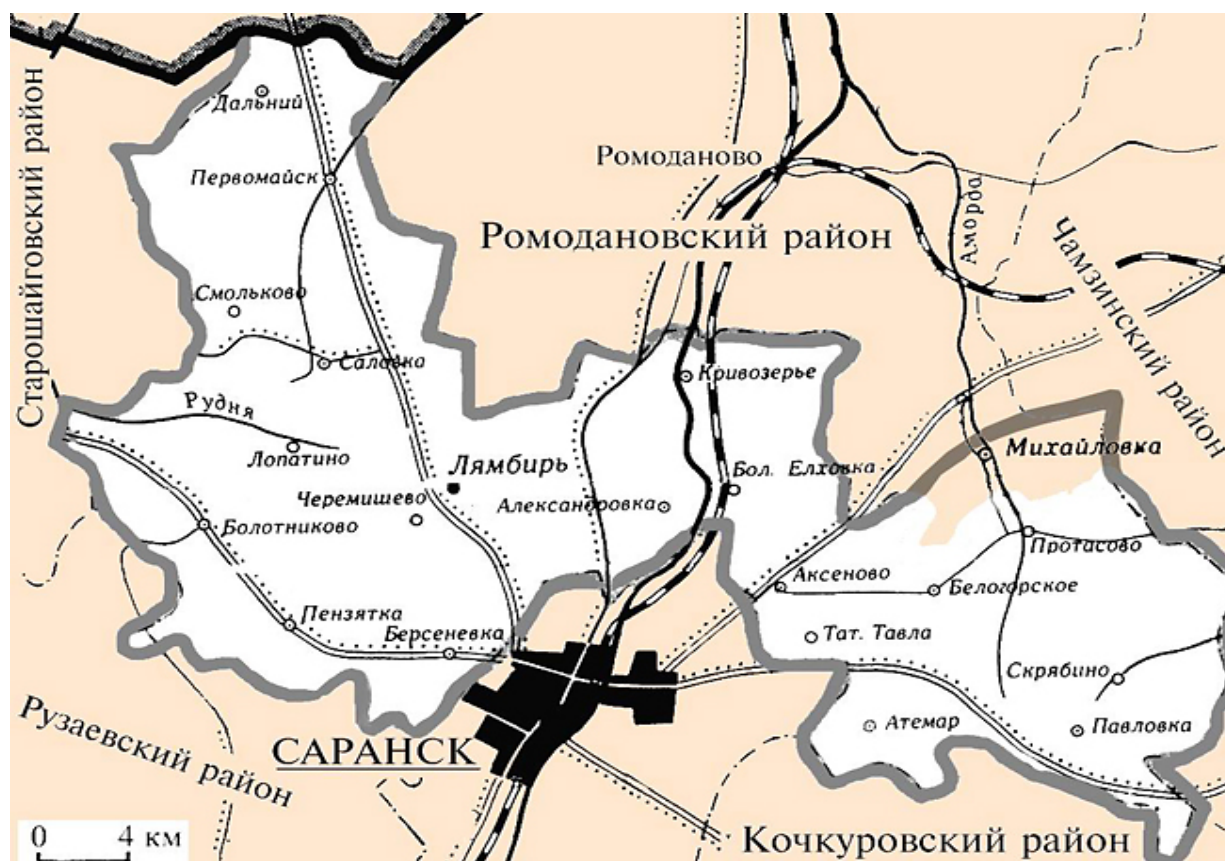 Старошайговский район
Дальний
Первомайск
Ромоданово
Ромодановский район
Аморда
Чамзинский район
Смольково
Саловка
Кривозерье
Рудня
Лопатино
Лямбирь
Бол. Елховка
Михайловка
Черемишево
Александровка
Болотниково
Протасово
Аксеново
Белогорское
Пензятка
Берсеневка
Тат. Тавла
Скрябино
Рузаевский район
САРАНСК
Атемар
Павловка
0 4 км
Кочкуровский район